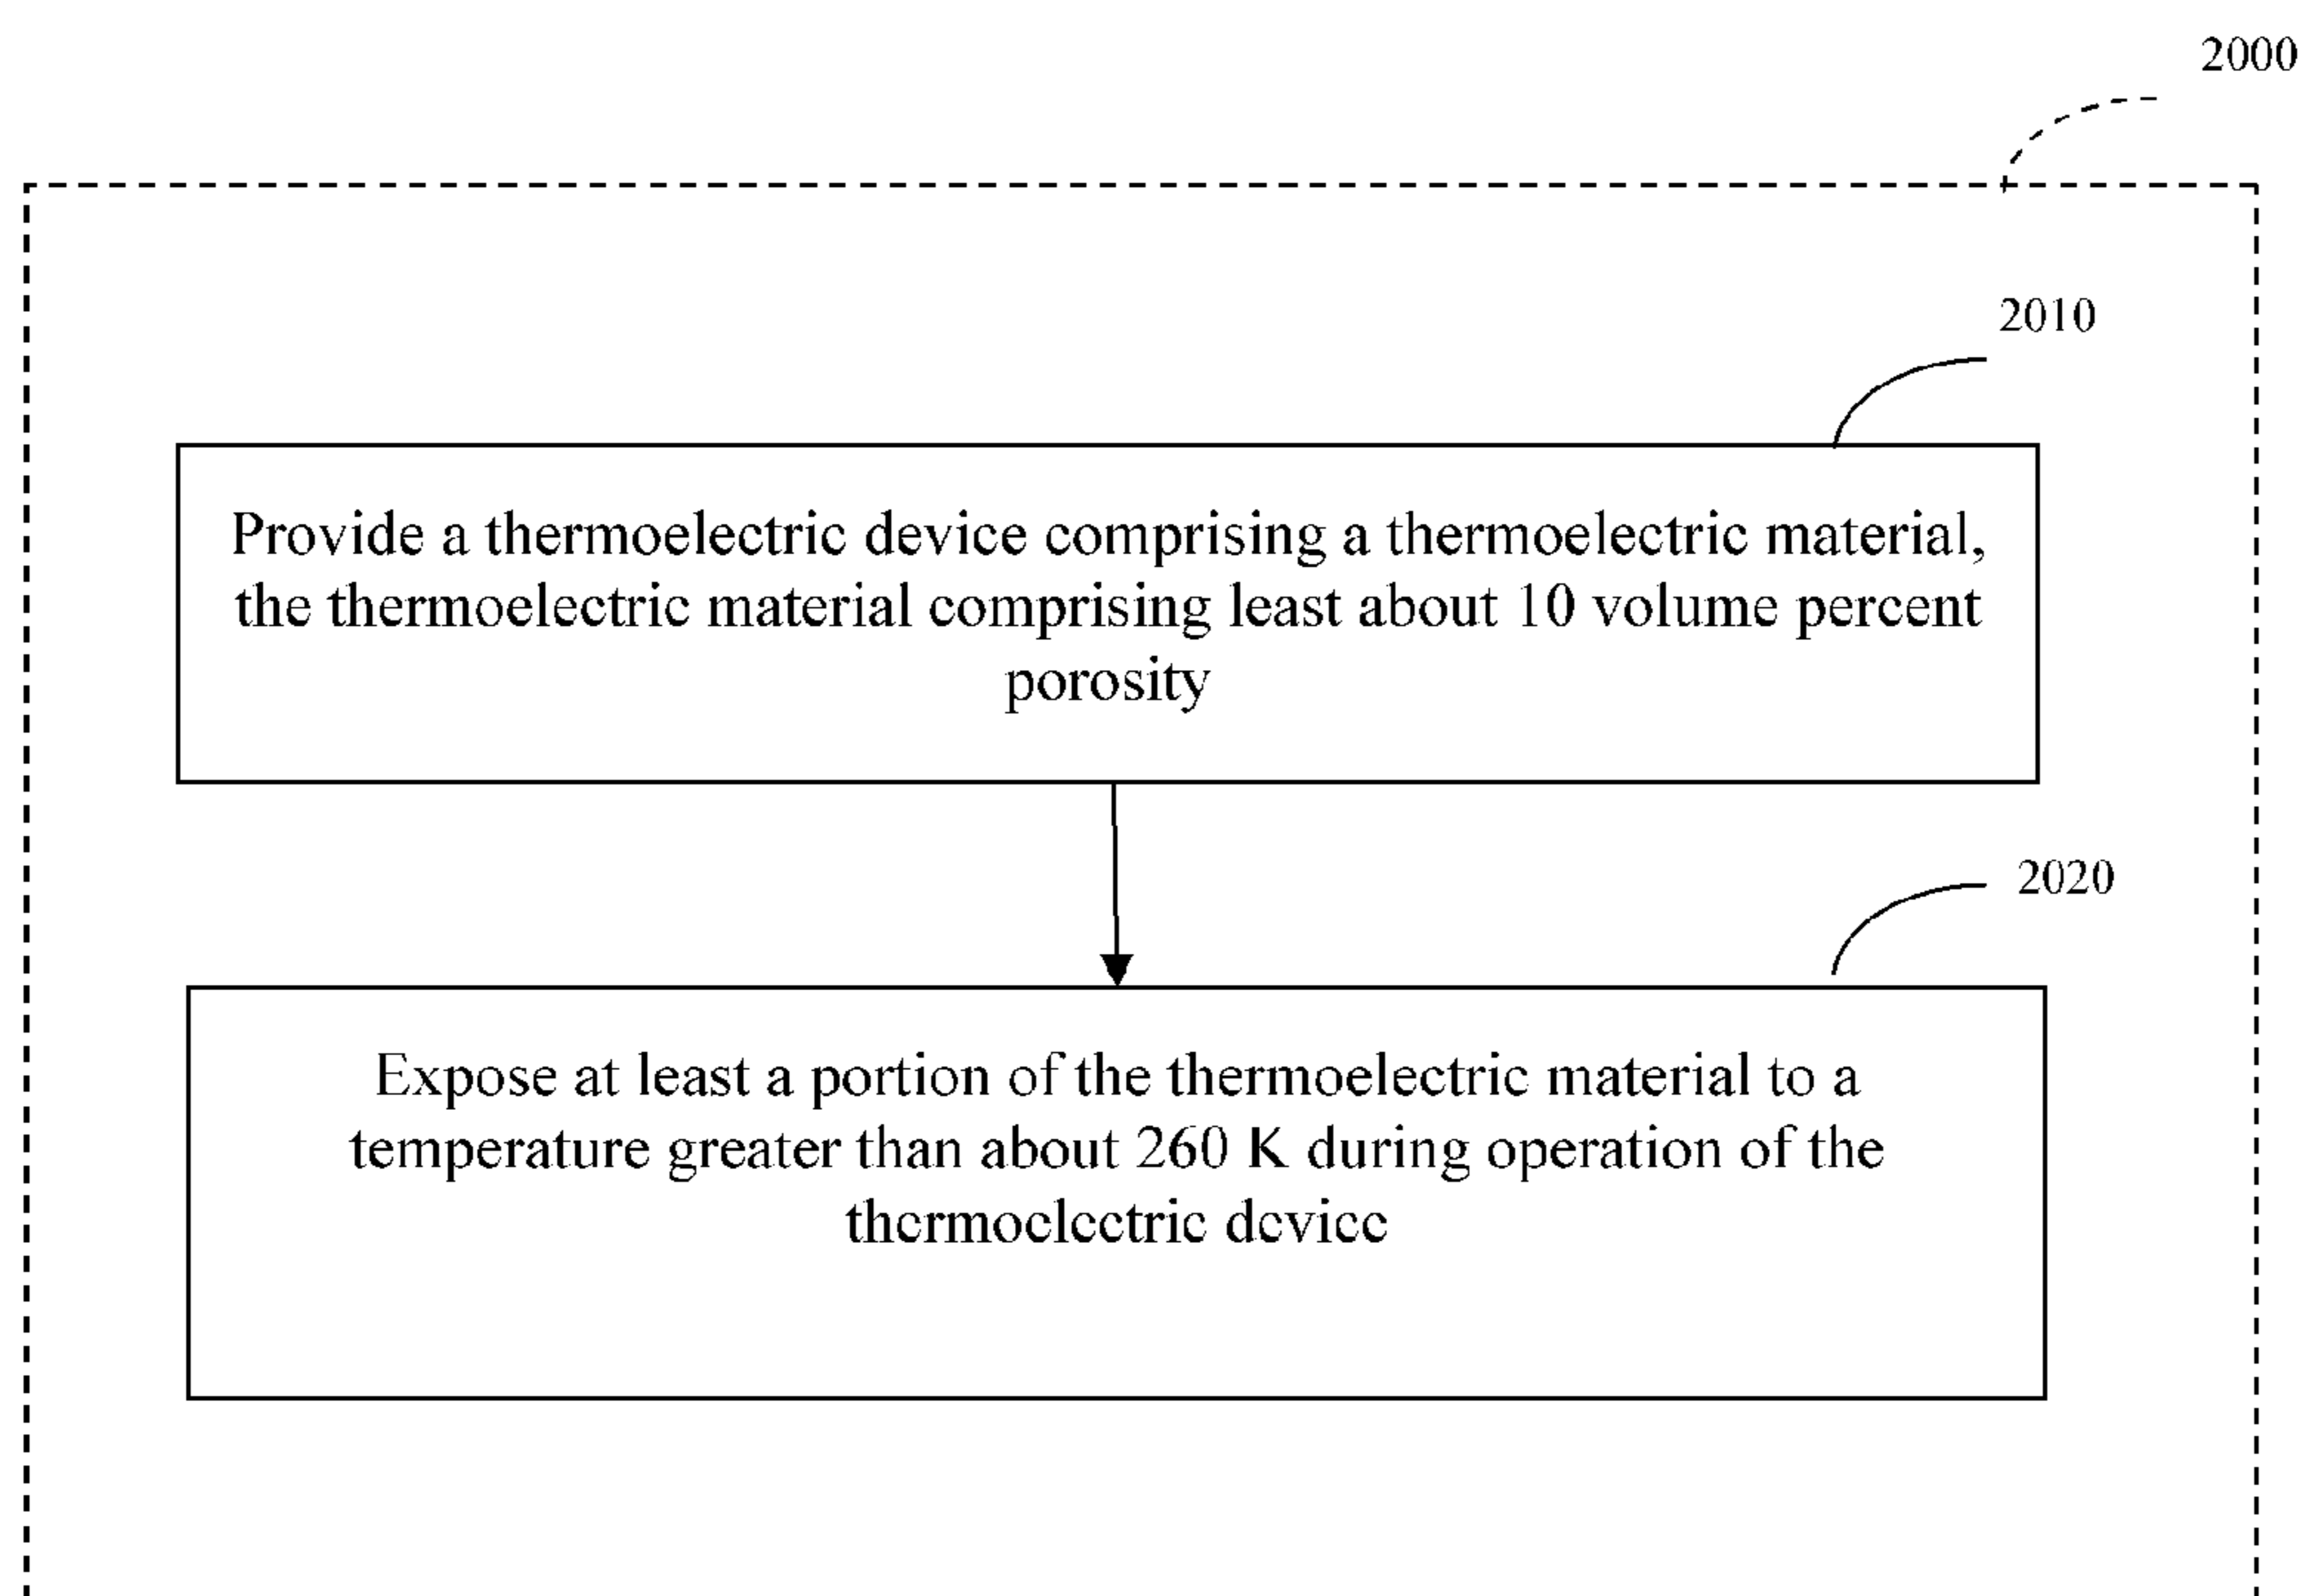 2000
2010
Provide a thermoelectric device comprising a thermoelectric material,
the thermoelectric material comprising least about 10 volume percent
porosity
2020
Expose at least a portion of the thermoelectric material to a
temperature greater than about 260 K during operation of the
thermoelectric device